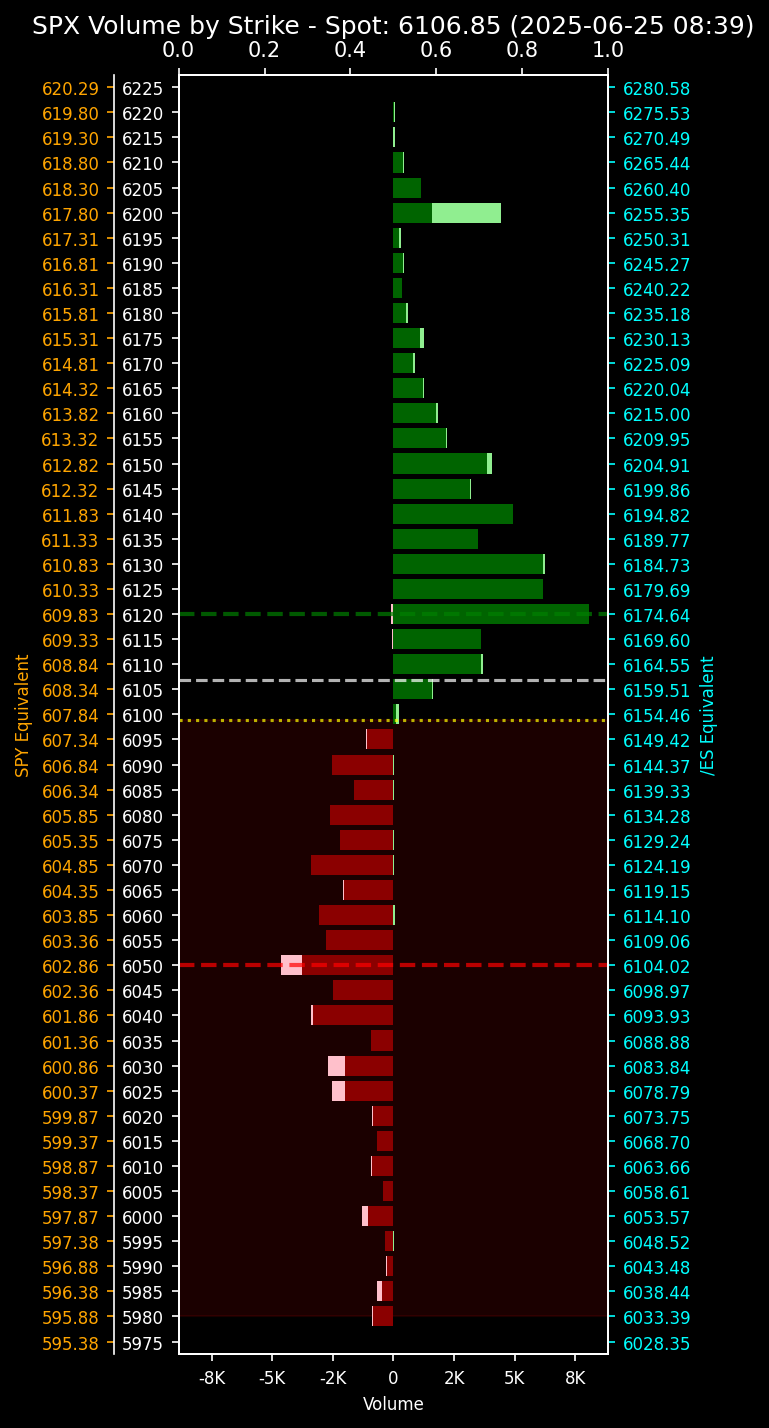 SPX Volume by Strike - Spot: 6106.85 (2025-06-25 08:39)
0.0 0.2 0.4 0.6 0.8 1.0
620.29 6225 6280.58
619.80 6220 6275.53
619.30 6215 6270.49
618.80 6210 6265.44
618.30 6205 6260.40
617.80 6200 6255.35
617.31 6195 6250.31
616.81 6190 6245.27
616.31 6185 6240.22
615.81 6180 6235.18
615.31 6175 6230.13
614.81 6170 6225.09
614.32 6165 6220.04
613.82 6160 6215.00
613.32 6155 6209.95
612.82 6150 6204.91
612.32 6145 6199.86
611.83 6140 6194.82
611.33 6135 6189.77
610.83 6130 6184.73
610.33 6125 6179.69
609.83 6120 6174.64
609.33 6115 6169.60
608.84 6110 6164.55
608.34 6105 6159.51
607.84 6100 6154.46
607.34 6095 6149.42
606.84 6090 6144.37
606.34 6085 6139.33
605.85 6080 6134.28
605.35 6075 6129.24
604.85 6070 6124.19
604.35 6065 6119.15
603.85 6060 6114.10
603.36 6055 6109.06
602.86 6050 6104.02
602.36 6045 6098.97
601.86 6040 6093.93
601.36 6035 6088.88
600.86 6030 6083.84
600.37 6025 6078.79
599.87 6020 6073.75
599.37 6015 6068.70
598.87 6010 6063.66
598.37 6005 6058.61
597.87 6000 6053.57
597.38 5995 6048.52
596.88 5990 6043.48
596.38 5985 6038.44
595.88 5980 6033.39
595.38 5975 6028.35
SPY Equivalent
/ES Equivalent
-8K -5K -2K 0 2K 5K 8K
Volume